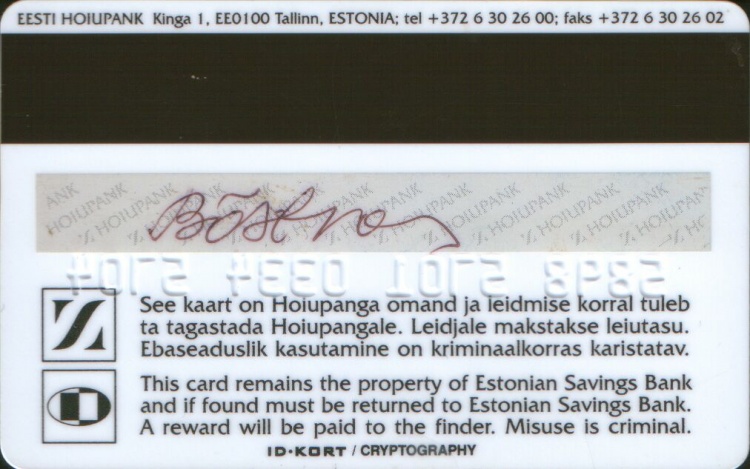 EESTI HOIUPANK Kinga 1, EE0100 Tallinn, ESTONIA; tel +372 6 30 26 00; faks +372 6 30 26 02
HOIUPANK
See kaart on Hoiupanga omand ja leidmise korral tuleb
ta tagastada Hoiupangale. Leidjale makstakse leiutasu.
Ebaseaduslik kasutamine on kriminaalkorras karistatav.
This card remains the property of Estonian Savings Bank
and if found must be returned to Estonian Savings Bank.
A reward will be paid to the finder. Misuse is criminal.
ID-KORT / CRYPTOGRAPHY